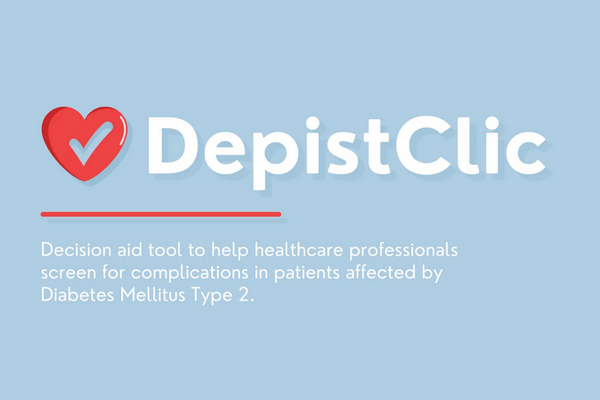 DepistClic
Decision aid tool to help healthcare professionals
screen for complications in patients affected by
Diabetes Mellitus Type 2.